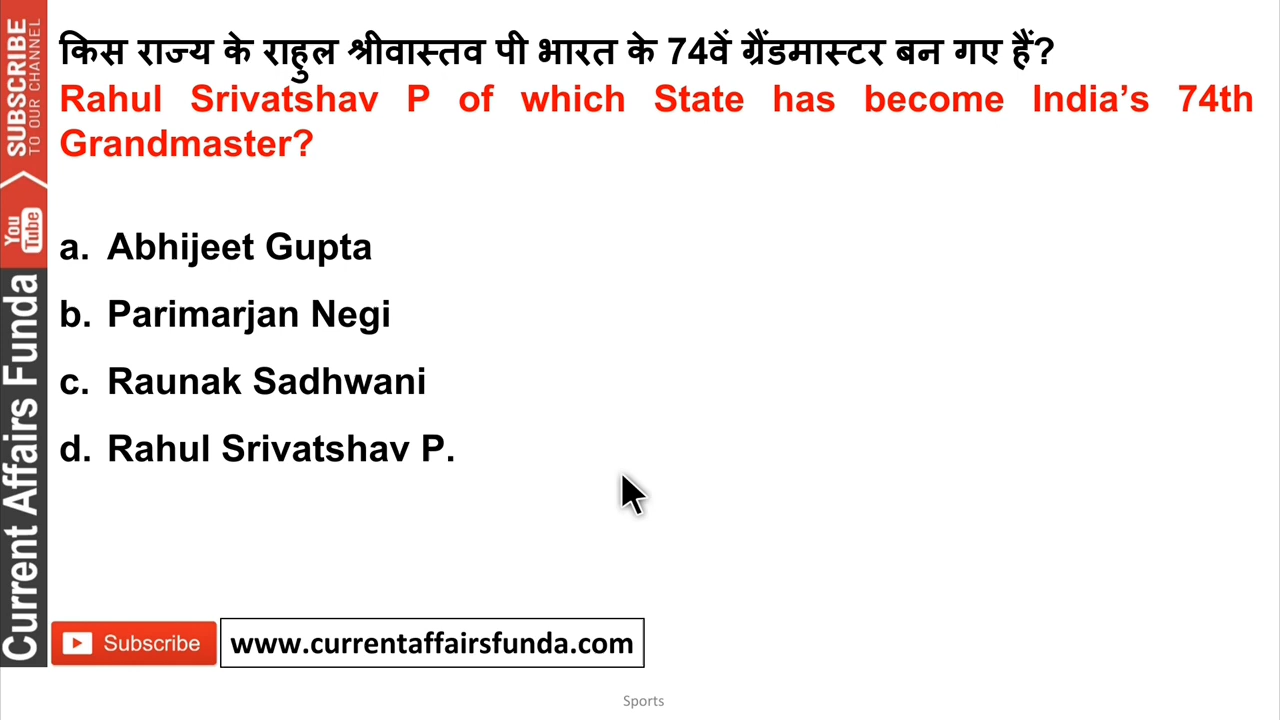 किस राज्य के राहुल श्रीवास्तव पी भारत के 74वें ग्रैंडमास्टर बन गए हैं?
Rahul Srivatshav P of which State has become India’s 74th
Grandmaster?
a. Abhijeet Gupta
b. Parimarjan Negi
c. Raunak Sadhwani
d. Rahul Srivatshav P.
SUBSCRIBE
TO OUR CHANNEL
You
Tube
Current Affairs Funda
Subscribe
www.currentaffairsfunda.com
Sports